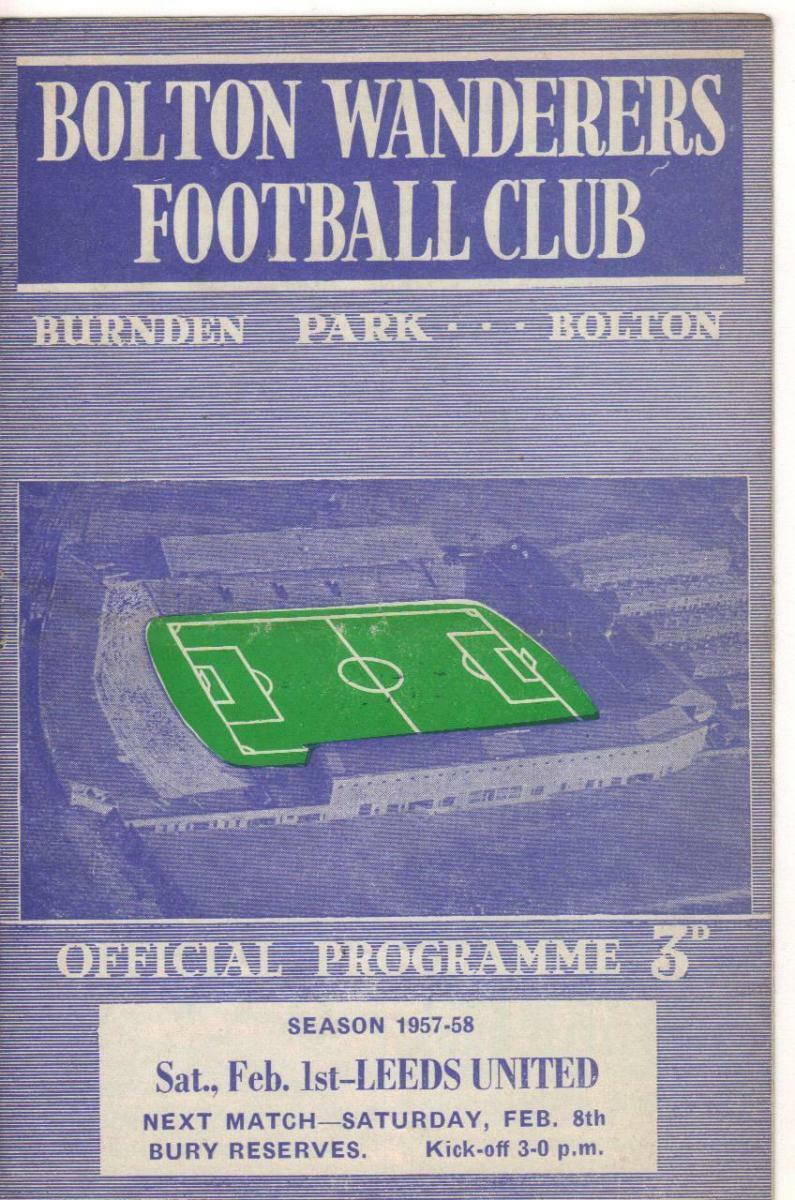 BOLTON WANDERERS
FOOTBALL CLUB
BURNDEN PARK . . . BOLTON
OFFICIAL PROGRAMME 3D
SEASON 1957-58
Sat., Feb. 1st–LEEDS UNITED
NEXT MATCH—SATURDAY, FEB. 8th
BURY RESERVES. Kick-off 3-0 p.m.